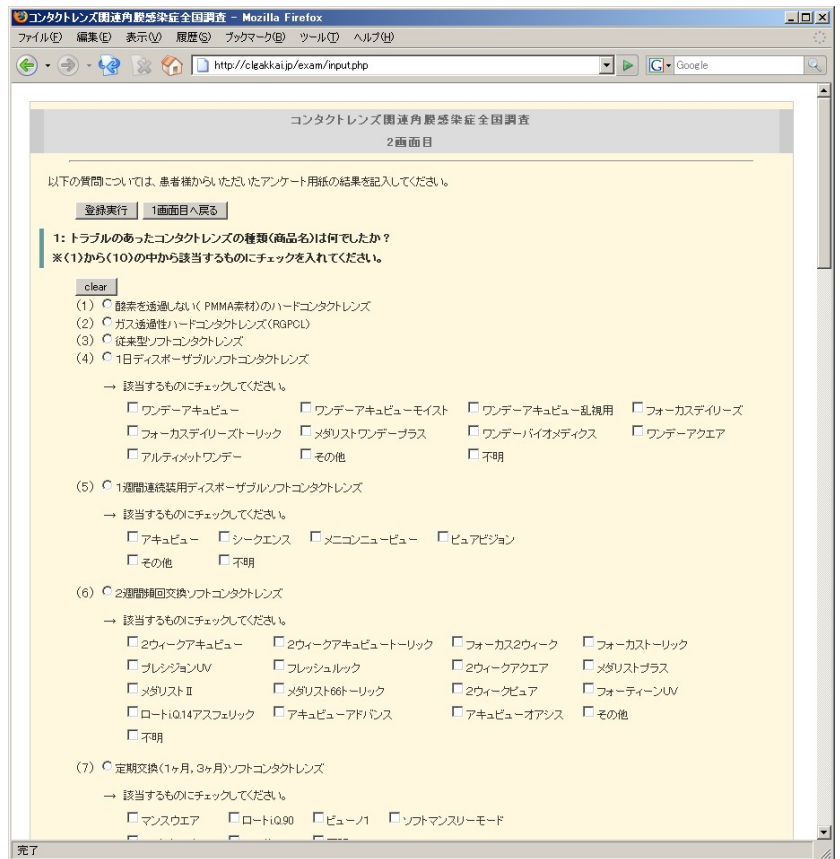 コンタクトレンズ関連角膜感染症全国調査 - Mozilla Firefox
ファイル(F) 編集(E) 表示(V) 履歴(S) ブックマーク(B) ツール(T) ヘルプ(H)
http://clgakkai.jp/exam/input.php Google
コンタクトレンズ関連角膜感染症全国調査
2画面目
以下の質問については、患者様からいただいたアンケート用紙の結果を記入してください。
登録実行 1画面目へ戻る
1: トラブルのあったコンタクトレンズの種類(商品名)は何でしたか?
※(1)から(10)の中から該当するものにチェックを入れてください。
clear
(1) 酸素を透過しない( PMMA素材)のハードコンタクトレンズ
(2) ガス透過性ハードコンタクトレンズ(RGPCL)
(3) 従来型ソフトコンタクトレンズ
(4) 1日ディスポーザブルソフトコンタクトレンズ
→ 該当するものにチェックしてください。
ワンデーアキュビュー ワンデーアキュビューモイスト ワンデーアキュビュー乱視用 フォーカスデイリーズ
フォーカスデイリーズトーリック メダリストワンデープラス ワンデーバイオメディクス ワンデーアクエア
アルティメットワンデー その他 不明
(5) 1週間連続装用ディスポーザブルソフトコンタクトレンズ
→ 該当するものにチェックしてください。
アキュビュー シークエンス メニコンニュービュー ピュアビジョン
その他 不明
(6) 2週間頻回交換ソフトコンタクトレンズ
→ 該当するものにチェックしてください。
2ウィークアキュビュー 2ウィークアキュビュートーリック フォーカス2ウィーク フォーカストーリック
プレシジョンUV フレッシュルック 2ウィークアクエア メダリストプラス
メダリストⅡ メダリスト66トーリック 2ウィークピュア フォーティーンUV
ロートi.Q.14アスフェリック アキュビューアドバンス アキュビューオアシス その他
不明
(7) 定期交換(1ヶ月, 3ヶ月)ソフトコンタクトレンズ
→ 該当するものにチェックしてください。
マンスウエア ロートi.Q.90 ビューノ1 ソフトマンスリーモード
完了